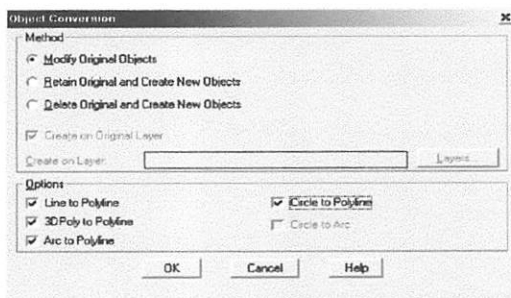 Object Conversion
Method
Modify Original Objects
Retain Original and Create New Objects
Delete Original and Create New Objects
Create on Original Layer
Create on Layer: Layers...
Options
Line to Polyline Circle to Polyline
3DPoly to Polyline Circle to Arc
Arc to Polyline
OK Cancel Help